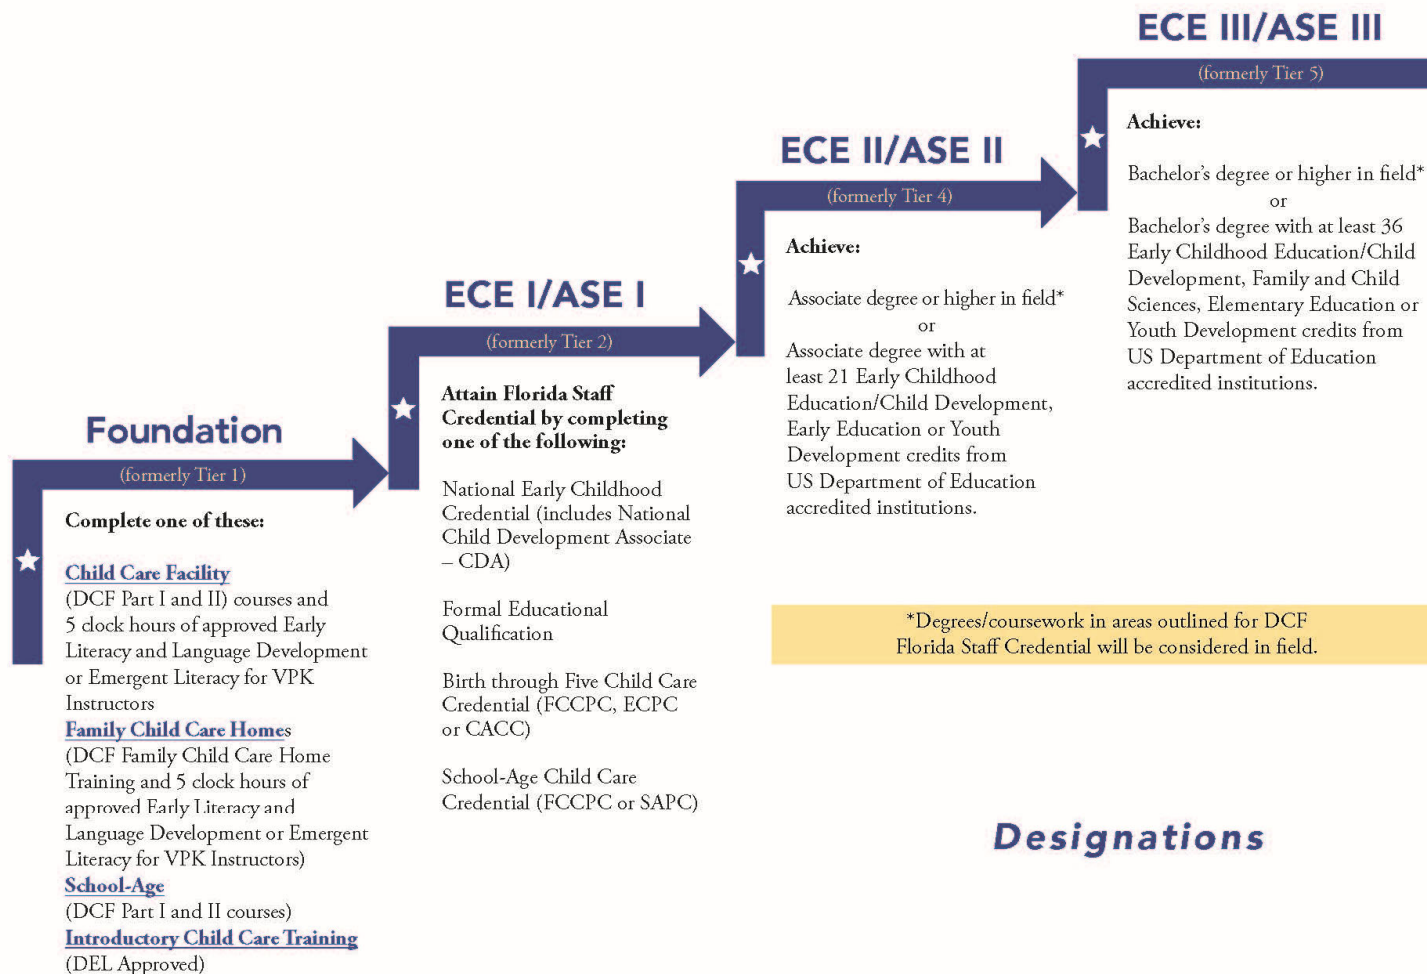 Foundation
(formerly Tier 1)
Complete one of these:
Child Care Facility
(DCF Part I and II) courses and
5 clock hours of approved Early
Literacy and Language Development
or Emergent Literacy for VPK
Instructors
Family Child Care Homes
(DCF Family Child Care Home
Training and 5 clock hours of
approved Early Literacy and
Language Development or Emergent
Literacy for VPK Instructors)
School-Age
(DCF Part I and II courses)
Introductory Child Care Training
(DEL Approved)
ECE I/ASE I
(formerly Tier 2)
Attain Florida Staff
Credential by completing
one of the following:
National Early Childhood
Credential (includes National
Child Development Associate
– CDA)
Formal Educational
Qualification
Birth through Five Child Care
Credential (FCCPC, ECPC
or CACC)
School-Age Child Care
Credential (FCCPC or SAPC)
ECE II/ASE II
(formerly Tier 4)
Achieve:
Associate degree or higher in field*
or
Associate degree with at
least 21 Early Childhood
Education/Child Development,
Early Education or Youth
Development credits from
US Department of Education
accredited institutions.
ECE III/ASE III
(formerly Tier 5)
Achieve:
Bachelor's degree or higher in field*
or
Bachelor's degree with at least 36
Early Childhood Education/Child
Development, Family and Child
Sciences, Elementary Education or
Youth Development credits from
US Department of Education
accredited institutions.
*Degrees/coursework in areas outlined for DCF
Florida Staff Credential will be considered in field.
Designations